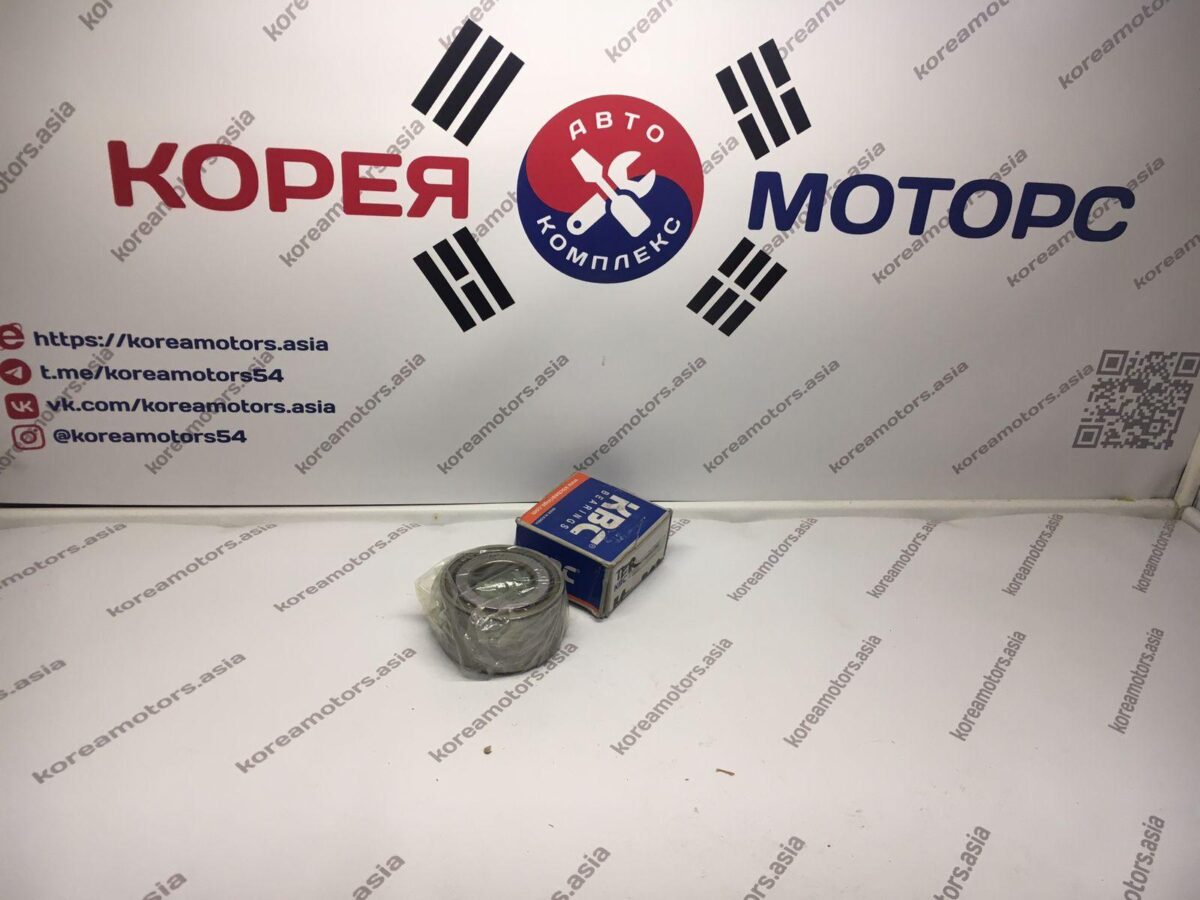 КОРЕЯ
АВТО
КОМПЛЕКС
МОТОРС
https://koreamotors.asia
t.me/koreamotors54
vk.com/koreamotors.asia
@koreamotors54
KBC
BEARINGS
koreamotors.asia